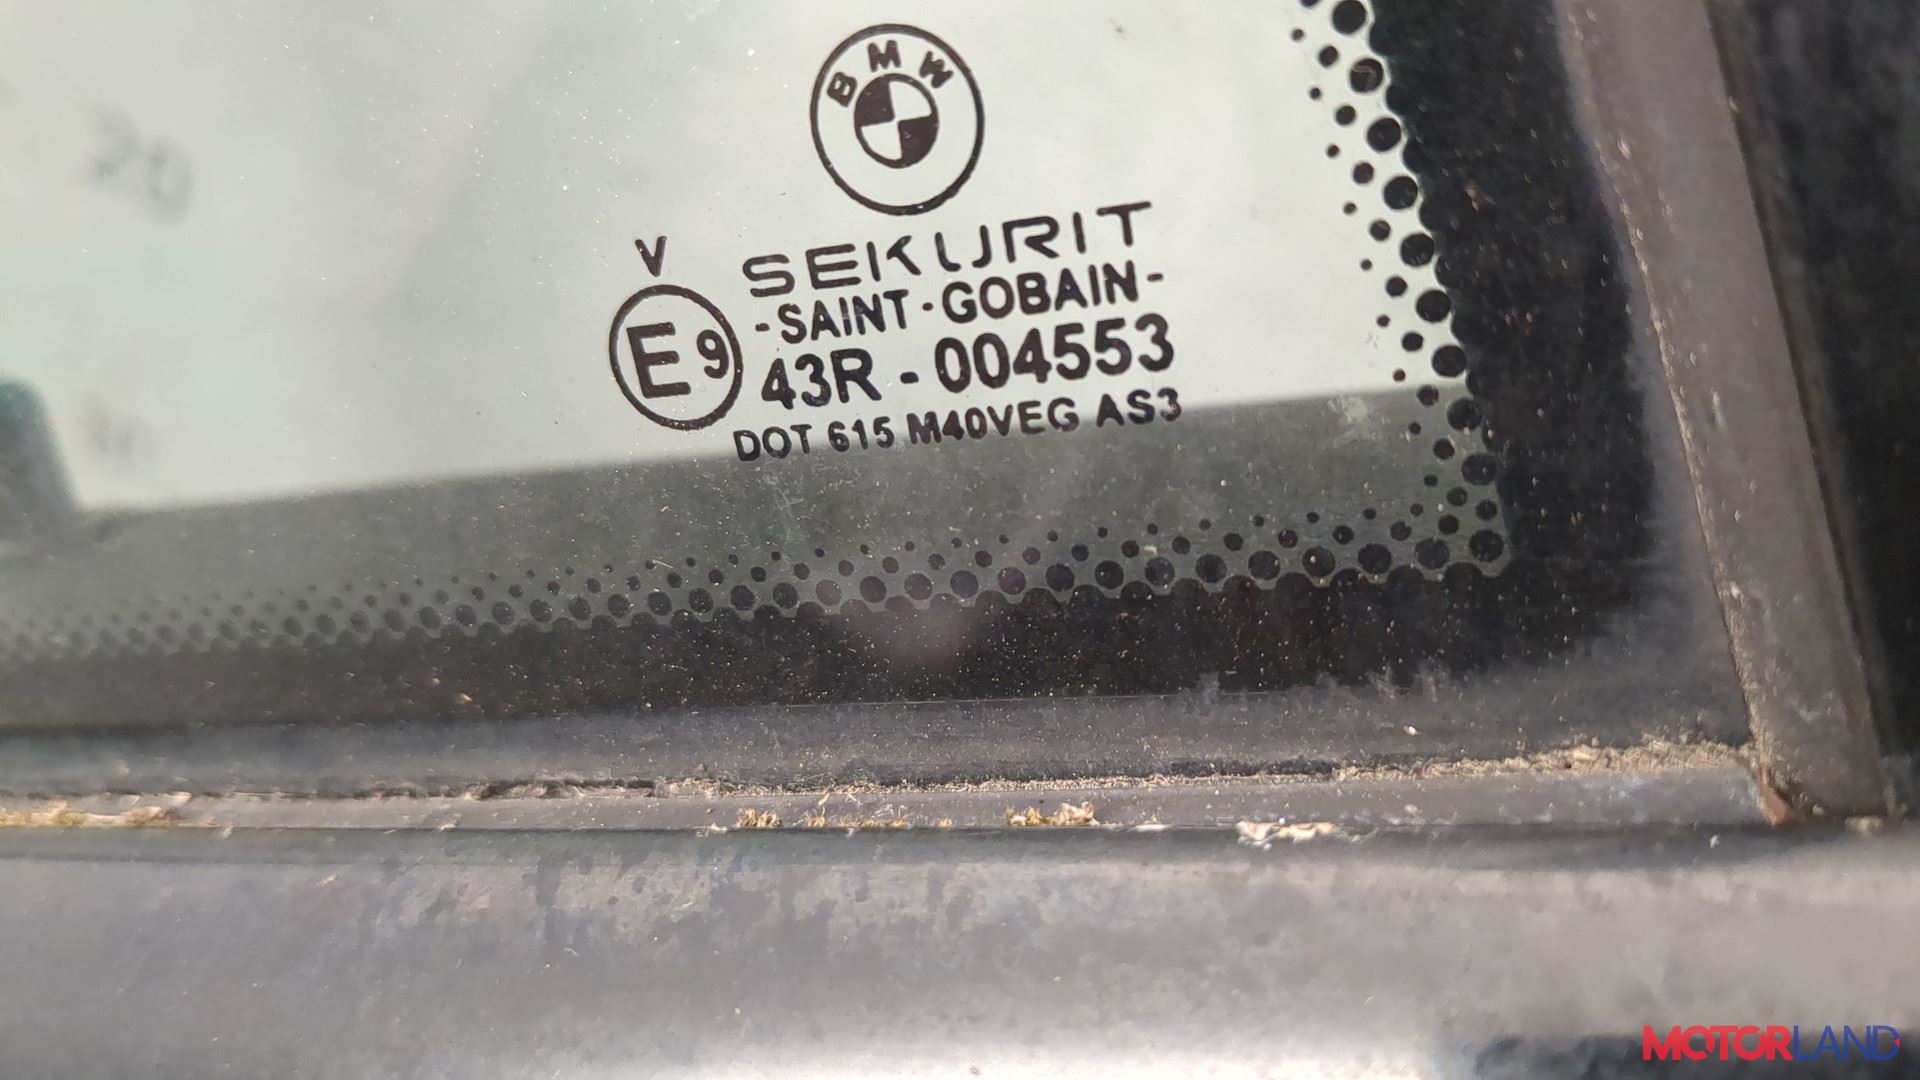 BMW
SEKURIT
-SAINT-GOBAIN-
V
E9
43R-004553
DOT 615 M40VEG AS3
MOTORLAND